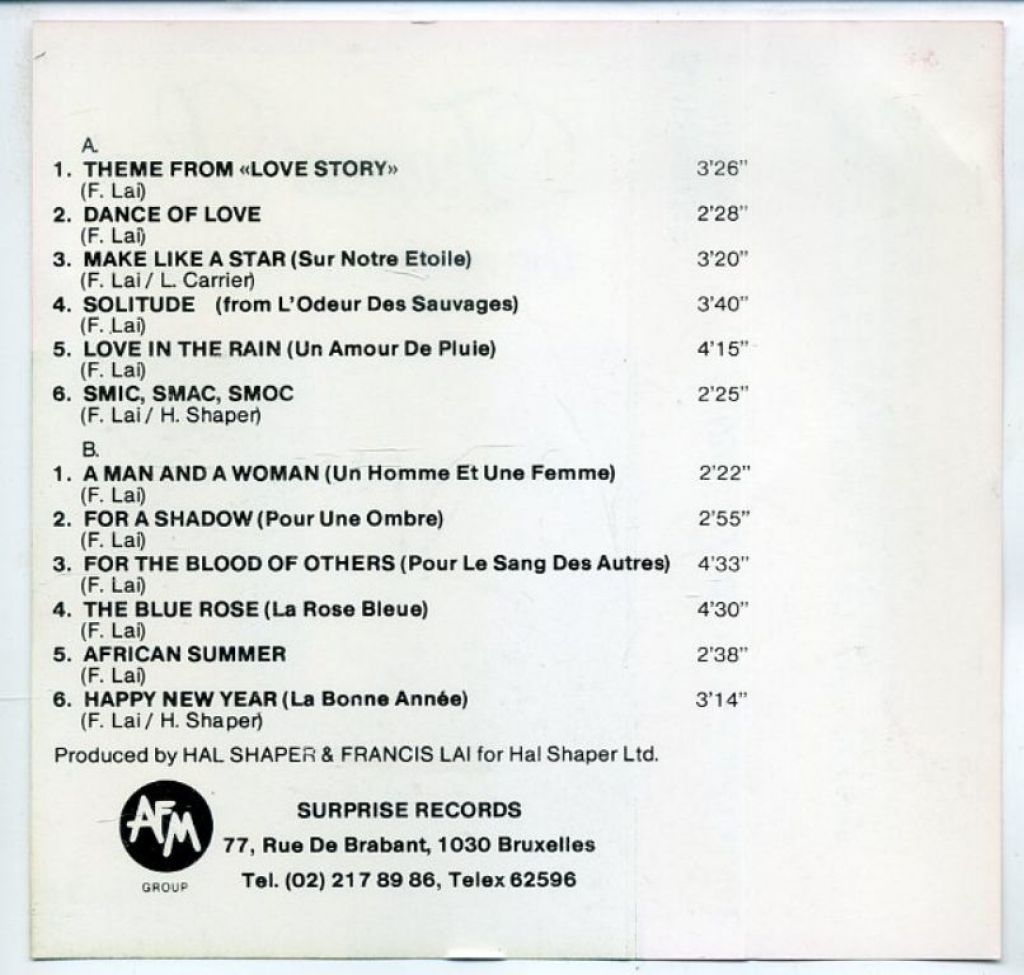 A.
1. THEME FROM «LOVE STORY» 3'26"
(F. Lai)
2. DANCE OF LOVE 2'28"
(F. Lai)
3. MAKE LIKE A STAR (Sur Notre Etoile) 3'20"
(F. Lai / L. Carrier)
4. SOLITUDE (from L'Odeur Des Sauvages) 3'40"
(F. Lai)
5. LOVE IN THE RAIN (Un Amour De Pluie) 4'15"
(F. Lai)
6. SMIC, SMAC, SMOC 2'25"
(F. Lai / H. Shaper)
B.
1. A MAN AND A WOMAN (Un Homme Et Une Femme) 2'22"
(F. Lai)
2. FOR A SHADOW (Pour Une Ombre) 2'55"
(F. Lai)
3. FOR THE BLOOD OF OTHERS (Pour Le Sang Des Autres) 4'33"
(F. Lai)
4. THE BLUE ROSE (La Rose Bleue) 4'30"
(F. Lai)
5. AFRICAN SUMMER 2'38"
(F. Lai)
6. HAPPY NEW YEAR (La Bonne Année) 3'14"
(F. Lai / H. Shaper)
Produced by HAL SHAPER & FRANCIS LAI for Hal Shaper Ltd.
AFM
GROUP
SURPRISE RECORDS
77, Rue De Brabant, 1030 Bruxelles
Tel. (02) 217 89 86, Telex 62596